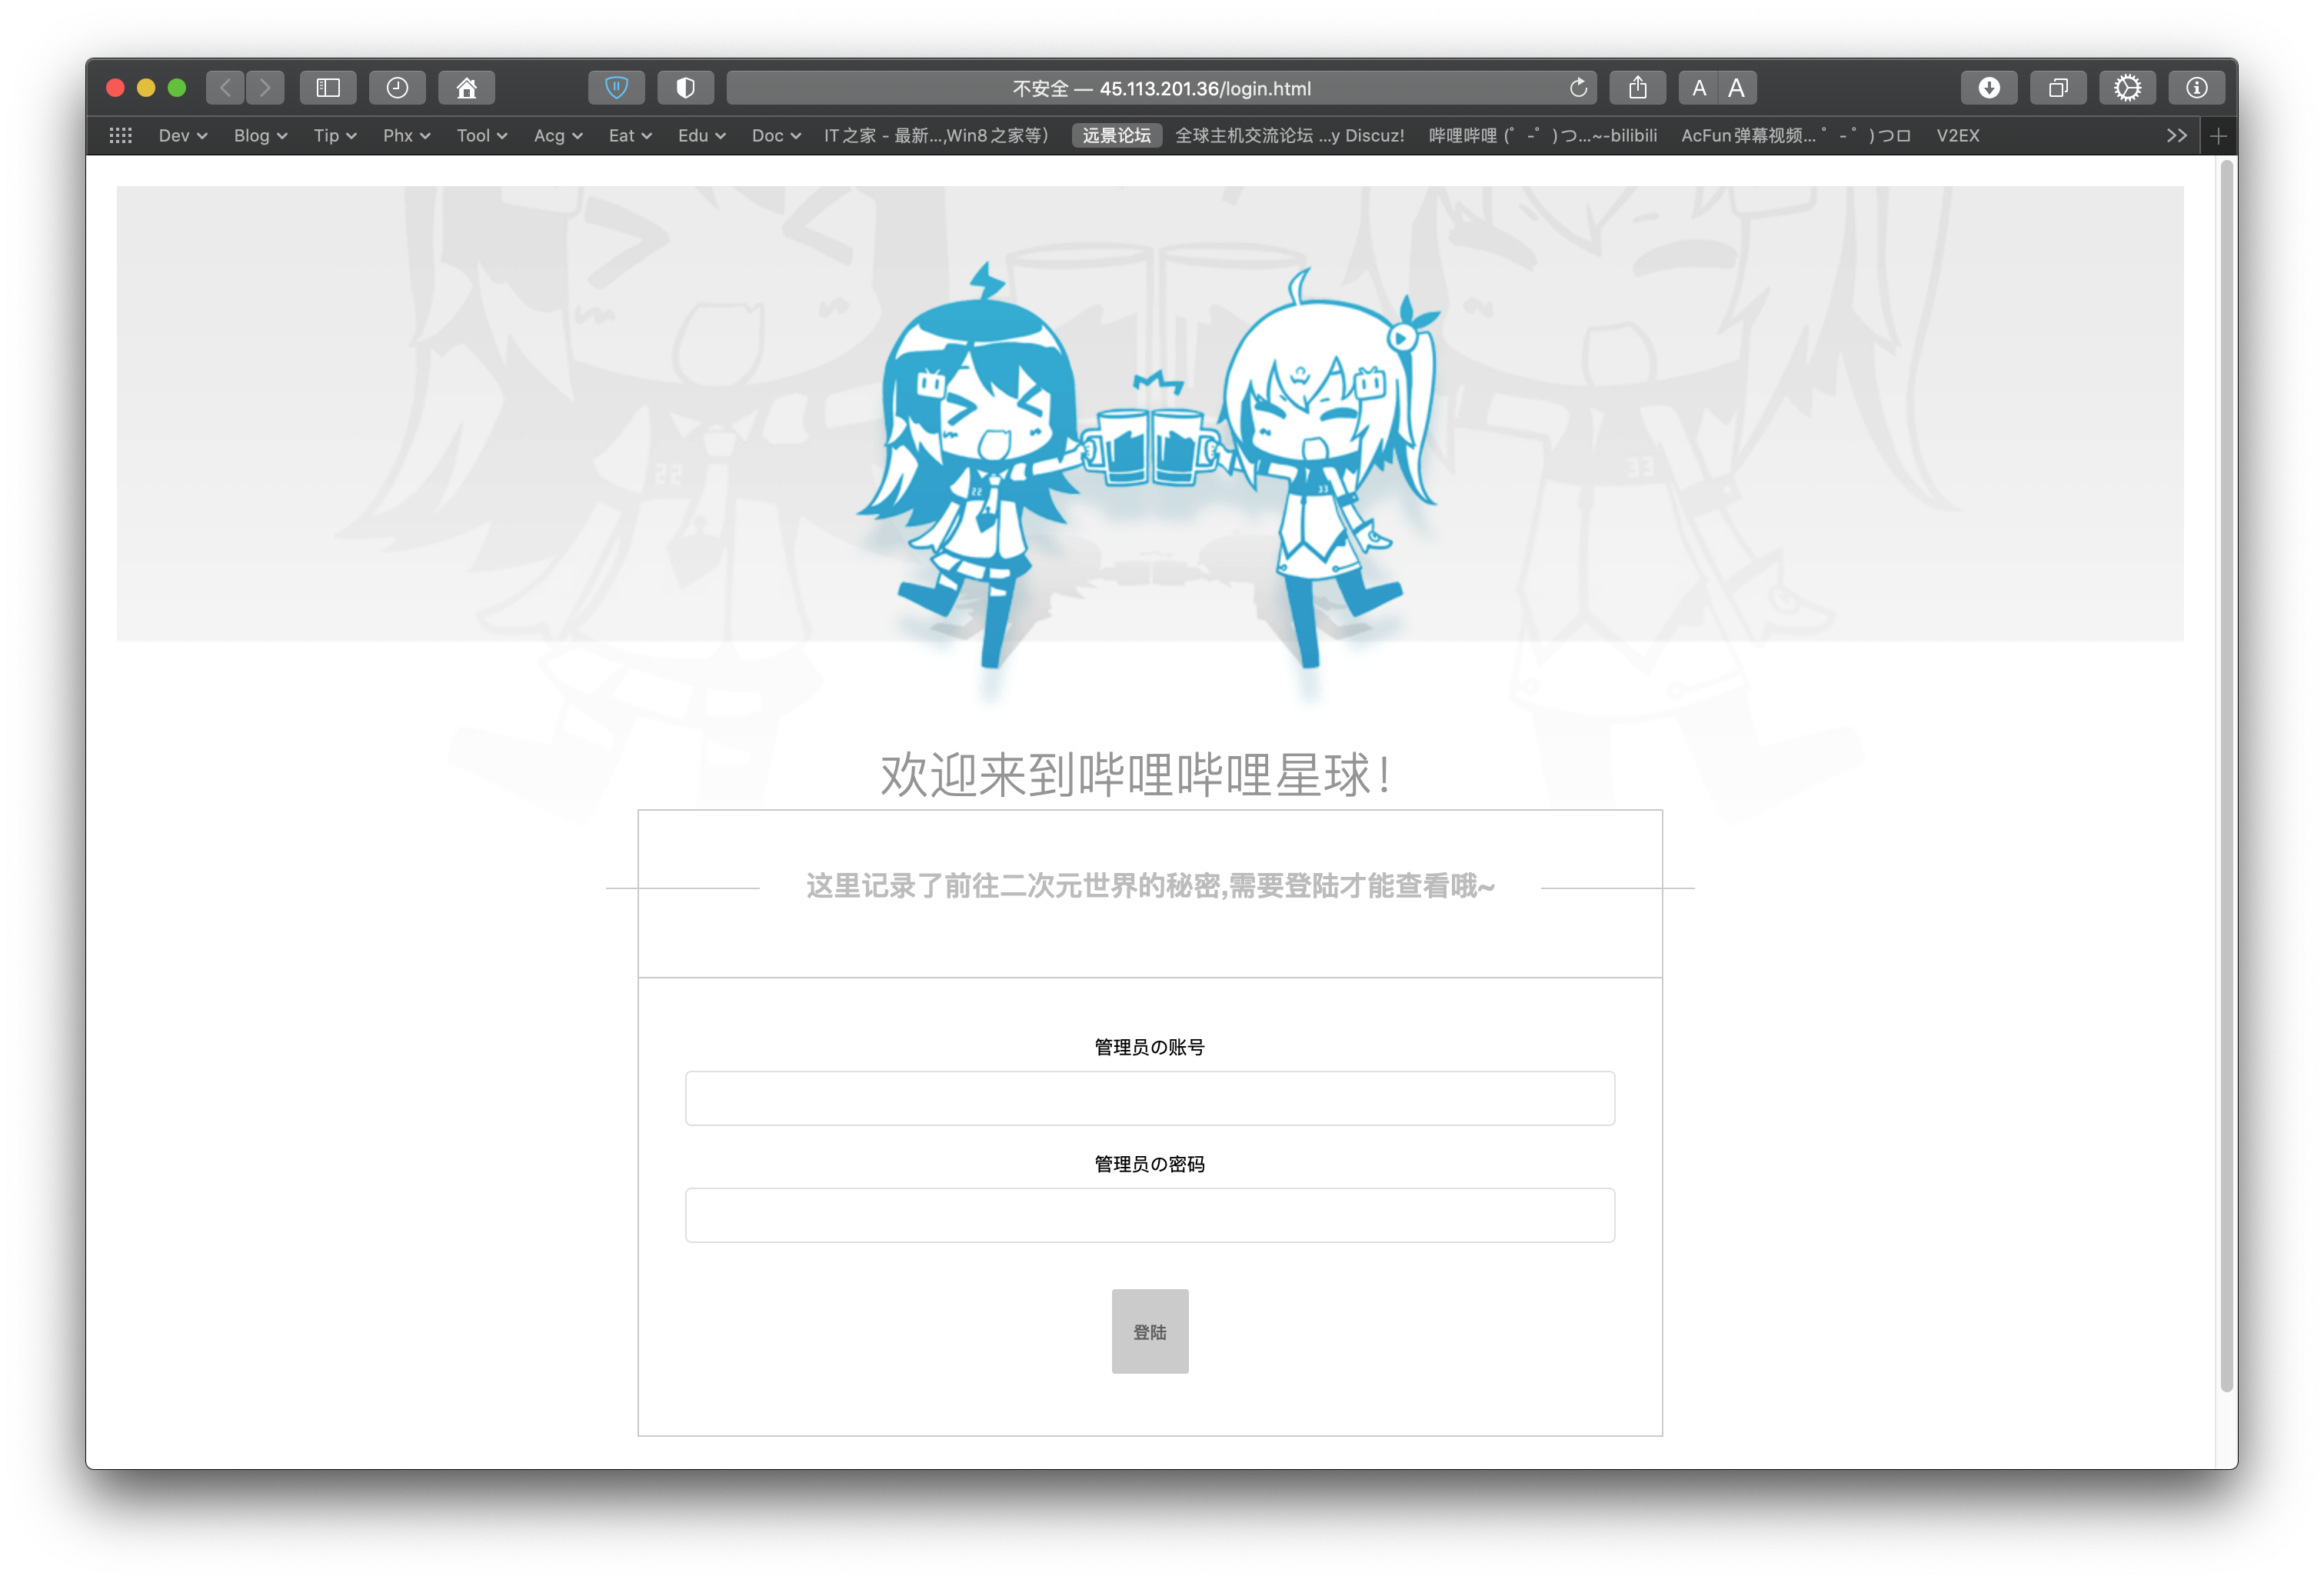 不安全 — 45.113.201.36/login.html
A A
Dev Blog Tip Phx Tool Acg Eat Edu Doc IT之家 - 最新...,Win8之家等） 远景论坛 全球主机交流论坛 ...y Discuz! 哔哩哔哩 (゜-゜)つ...~-bilibili AcFun弹幕视频...゜- ゜)つロ V2EX
22 33
22 33
欢迎来到哔哩哔哩星球！
这里记录了前往二次元世界的秘密,需要登陆才能查看哦~
管理员の账号
管理员の密码
登陆